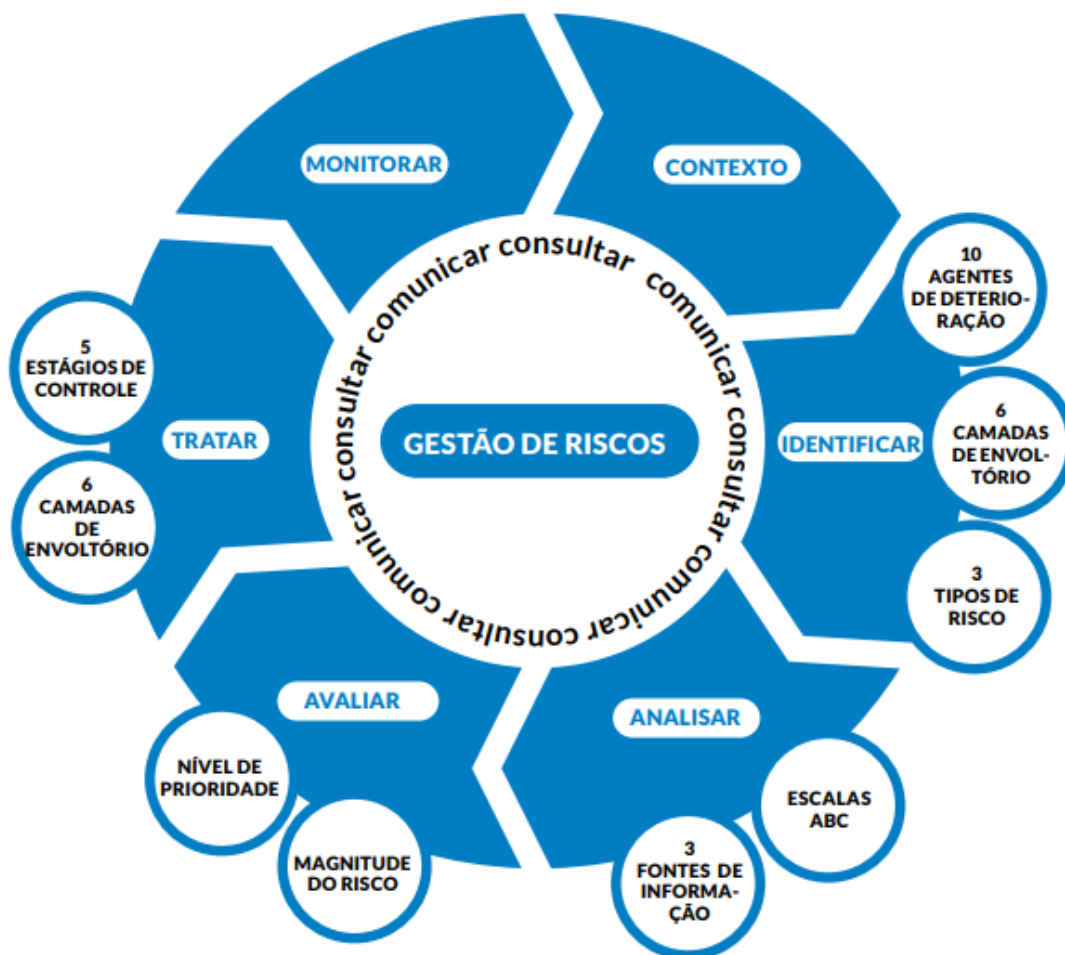 MONITORAR
CONTEXTO
10
AGENTES
DE DETERIO-
RAÇÃO
6
CAMADAS
DE ENVOL-
TÓRIO
3
TIPOS DE
RISCO
IDENTIFICAR
ANALISAR
ESCALAS
ABC
3
FONTES DE
INFORMA-
ÇÃO
AVALIAR
MAGNITUDE
DO RISCO
NÍVEL DE
PRIORIDADE
TRATAR
6
CAMADAS
DE
ENVOLTÓRIO
5
ESTÁGIOS DE
CONTROLE
GESTÃO DE RISCOS
comunicar consultar comunicar consultar comunicar consultar comunicar consultar comunicar consultar